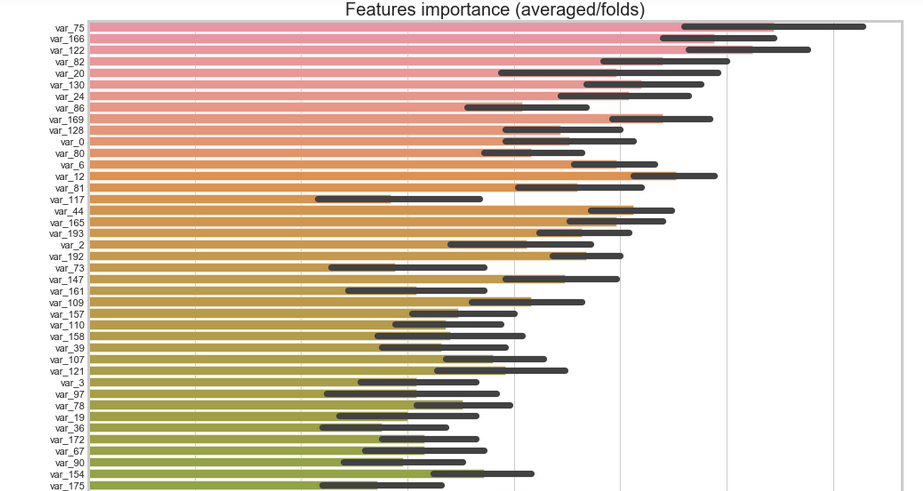 Features importance (averaged/folds)
var_75
var_166
var_122
var_82
var_20
var_130
var_24
var_86
var_169
var_128
var_0
var_80
var_6
var_12
var_81
var_117
var_44
var_165
var_193
var_2
var_192
var_73
var_147
var_161
var_109
var_157
var_110
var_158
var_39
var_107
var_121
var_3
var_97
var_78
var_19
var_36
var_172
var_67
var_90
var_154
var_175